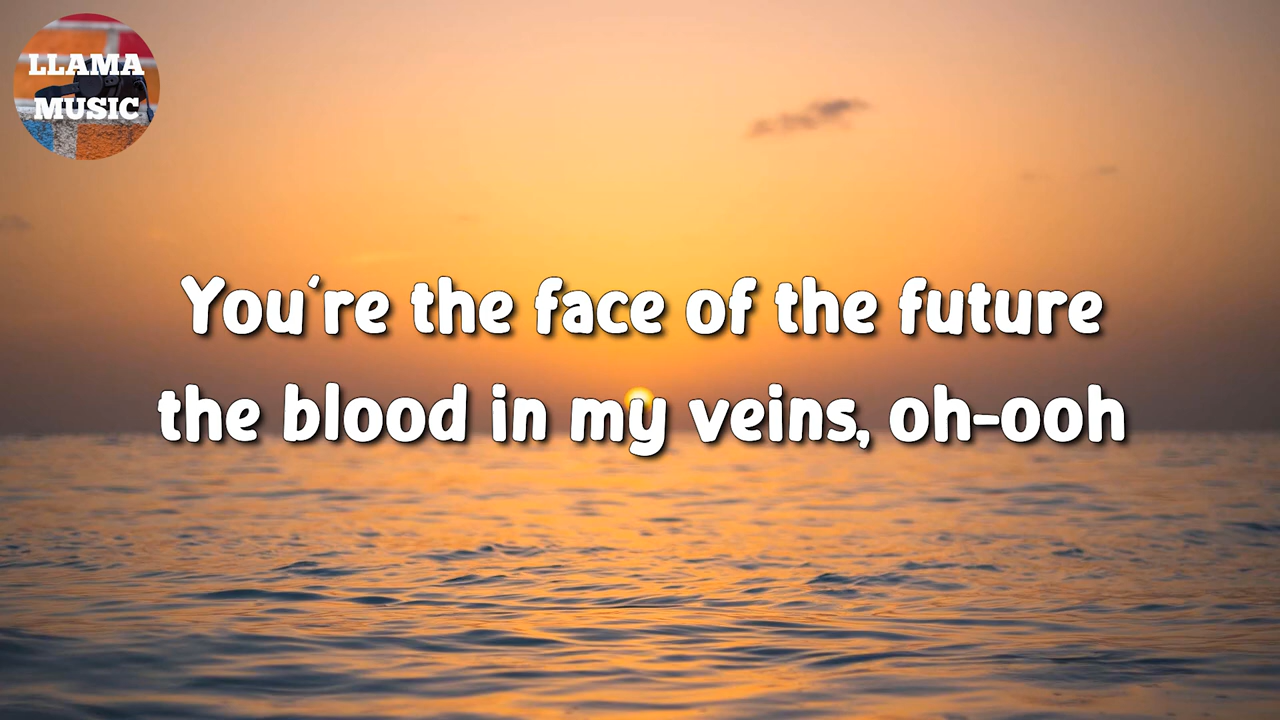 LLAMA
MUSIC
You're the face of the future
the blood in my veins, oh-ooh